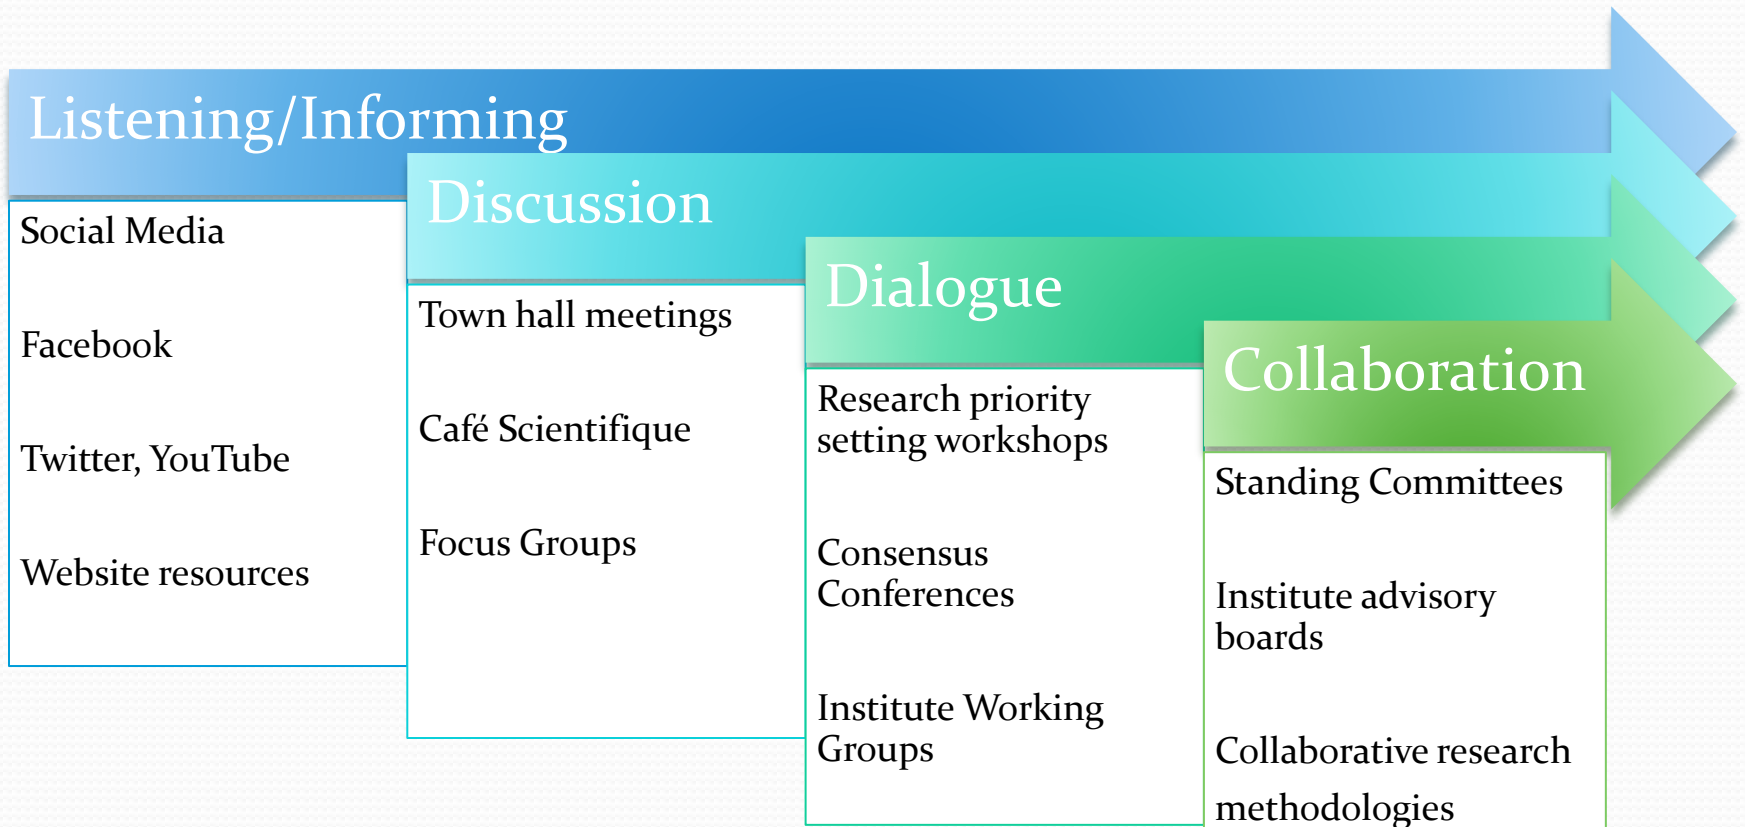 Listening/Informing
Social Media
Facebook
Twitter, YouTube
Website resources
Discussion
Town hall meetings
Café Scientifique
Focus Groups
Dialogue
Research priority
setting workshops
Consensus
Conferences
Institute Working
Groups
Collaboration
Standing Committees
Institute advisory
boards
Collaborative research
methodologies